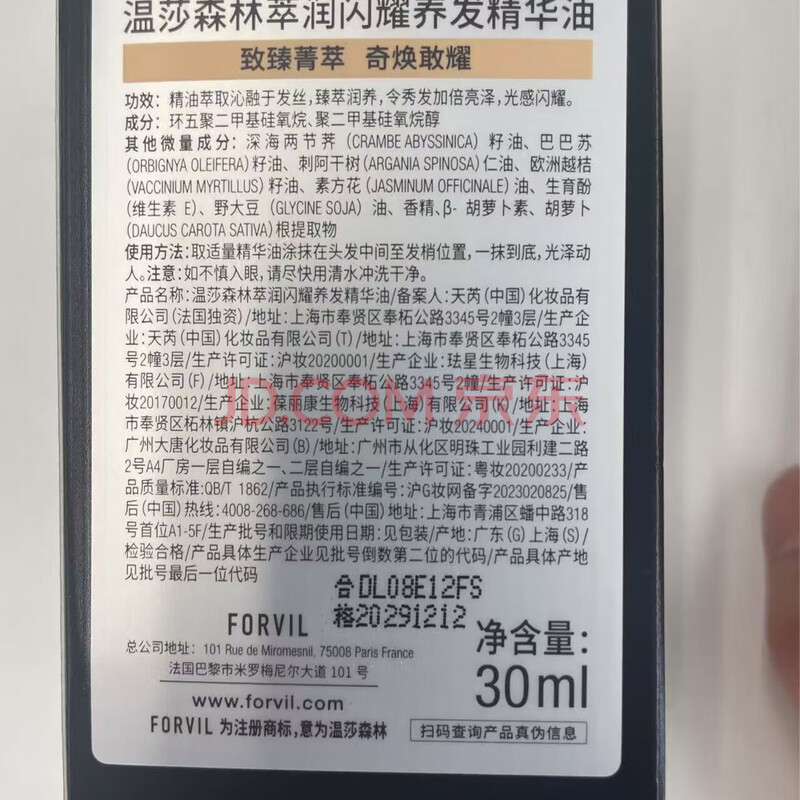 温莎森林萃润闪耀养发精华油
致臻菁萃 奇焕敢耀
功效：精油萃取沁融于发丝,臻萃润养，令秀发加倍亮泽,光感闪耀。
成分：环五聚二甲基硅氧烷、聚二甲基硅氧烷醇
其他微量成分：深海两节荠（CRAMBE ABYSSINICA）籽油、巴巴苏
(ORBIGNYA OLEIFERA)籽油、刺阿干树(ARGANIA SPINOSA)仁油、欧洲越桔
(VACCINIUM MYRTILLUS)籽油、素方花(JASMINUM OFFICINALE)油、生育酚
(维生素 E)、野大豆（GLYCINE SOJA）油、香精、β- 胡萝卜素、胡萝卜
(DAUCUS CAROTA SATIVA)根提取物
使用方法:取适量精华油涂抹在头发中间至发梢位置,一抹到底,光泽动
人。注意:如不慎入眼,请尽快用清水冲洗干净。
产品名称:温莎森林萃润闪耀养发精华油/备案人:天芮(中国)化妆品有
限公司(法国独资)/地址:上海市奉贤区奉柘公路3345号2幢3层/生产企
业:天芮(中国)化妆品有限公司(T)/地址:上海市奉贤区奉柘公路3345
号2幢3层/生产许可证:沪妆20200001/生产企业:珐星生物科技(上海)
有限公司(F)/地址:上海市奉贤区奉柘公路3345号2幢/生产许可证:沪
妆20170012/生产企业:葆丽康生物科技(上海)有限公司(Y)/地址:上海
市奉贤区柘林镇沪杭公路3122号/生产许可证:沪妆20240001/生产企业:
广州大唐化妆品有限公司(B)/地址:广州市从化区明珠工业园利建二路
2号A4厂房一层自编之一、二层自编之一/生产许可证:粤妆20200233/产
品质量标准:QB/T 1862/产品执行标准编号:沪G妆网备字2023020825/售
后(中国)热线:4008-268-686/售后(中国)地址:上海市青浦区蟠中路318
号首位A1-5F/生产批号和限期使用日期:见包装/产地:广东(G)上海(S)/
检验合格/产品具体生产企业见批号倒数第二位的代码/产品具体产地
见批号最后一位代码
合DL08E12FS
格20291212
FORVIL
净含量：
30ml
总公司地址：101 Rue de Miromesnil, 75008 Paris France
法国巴黎市米罗梅尼尔大道 101 号
www.forvil.com
FORVIL 为注册商标,意为温莎森林
扫码查询产品真伪信息
JD.COM 京东